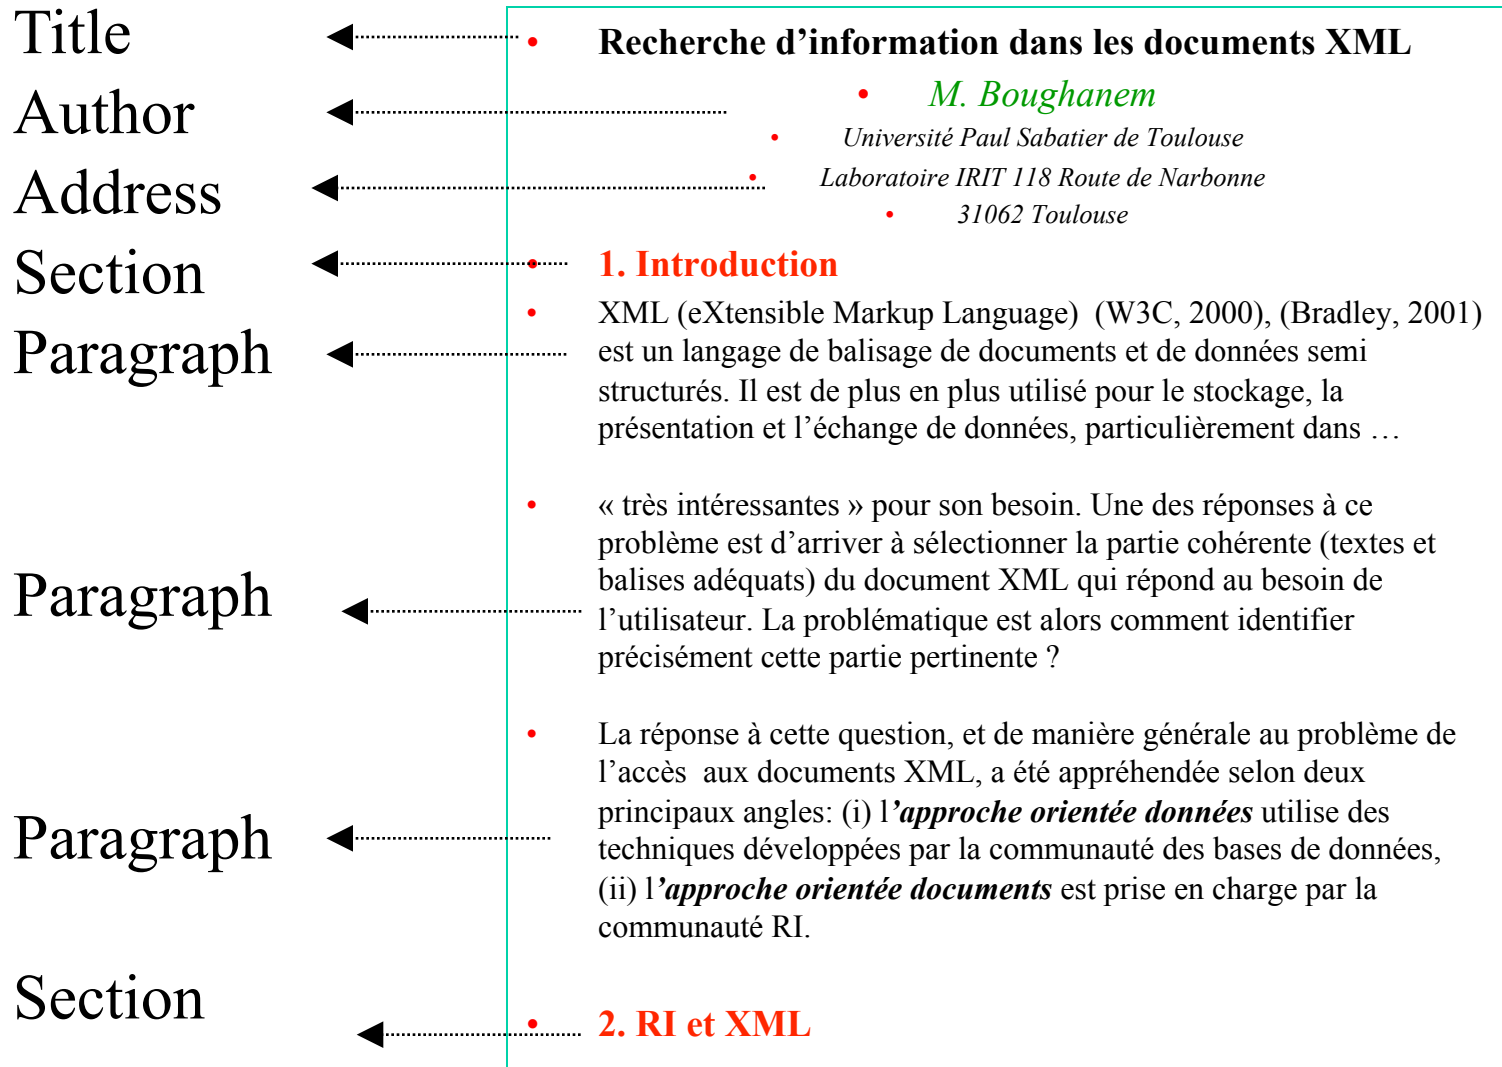 Title
• Recherche d’information dans les documents XML
Author
• M. Boughanem
• Université Paul Sabatier de Toulouse
Address
• Laboratoire IRIT 118 Route de Narbonne
• 31062 Toulouse
Section
• 1. Introduction
Paragraph
• XML (eXtensible Markup Language) (W3C, 2000), (Bradley, 2001)
est un langage de balisage de documents et de données semi
structurés. Il est de plus en plus utilisé pour le stockage, la
présentation et l’échange de données, particulièrement dans …
Paragraph
• « très intéressantes » pour son besoin. Une des réponses à ce
problème est d’arriver à sélectionner la partie cohérente (textes et
balises adéquats) du document XML qui répond au besoin de
l’utilisateur. La problématique est alors comment identifier
précisément cette partie pertinente ?
Paragraph
• La réponse à cette question, et de manière générale au problème de
l’accès aux documents XML, a été appréhendée selon deux
principaux angles: (i) l’approche orientée données utilise des
techniques développées par la communauté des bases de données,
(ii) l’approche orientée documents est prise en charge par la
communauté RI.
Section
• 2. RI et XML